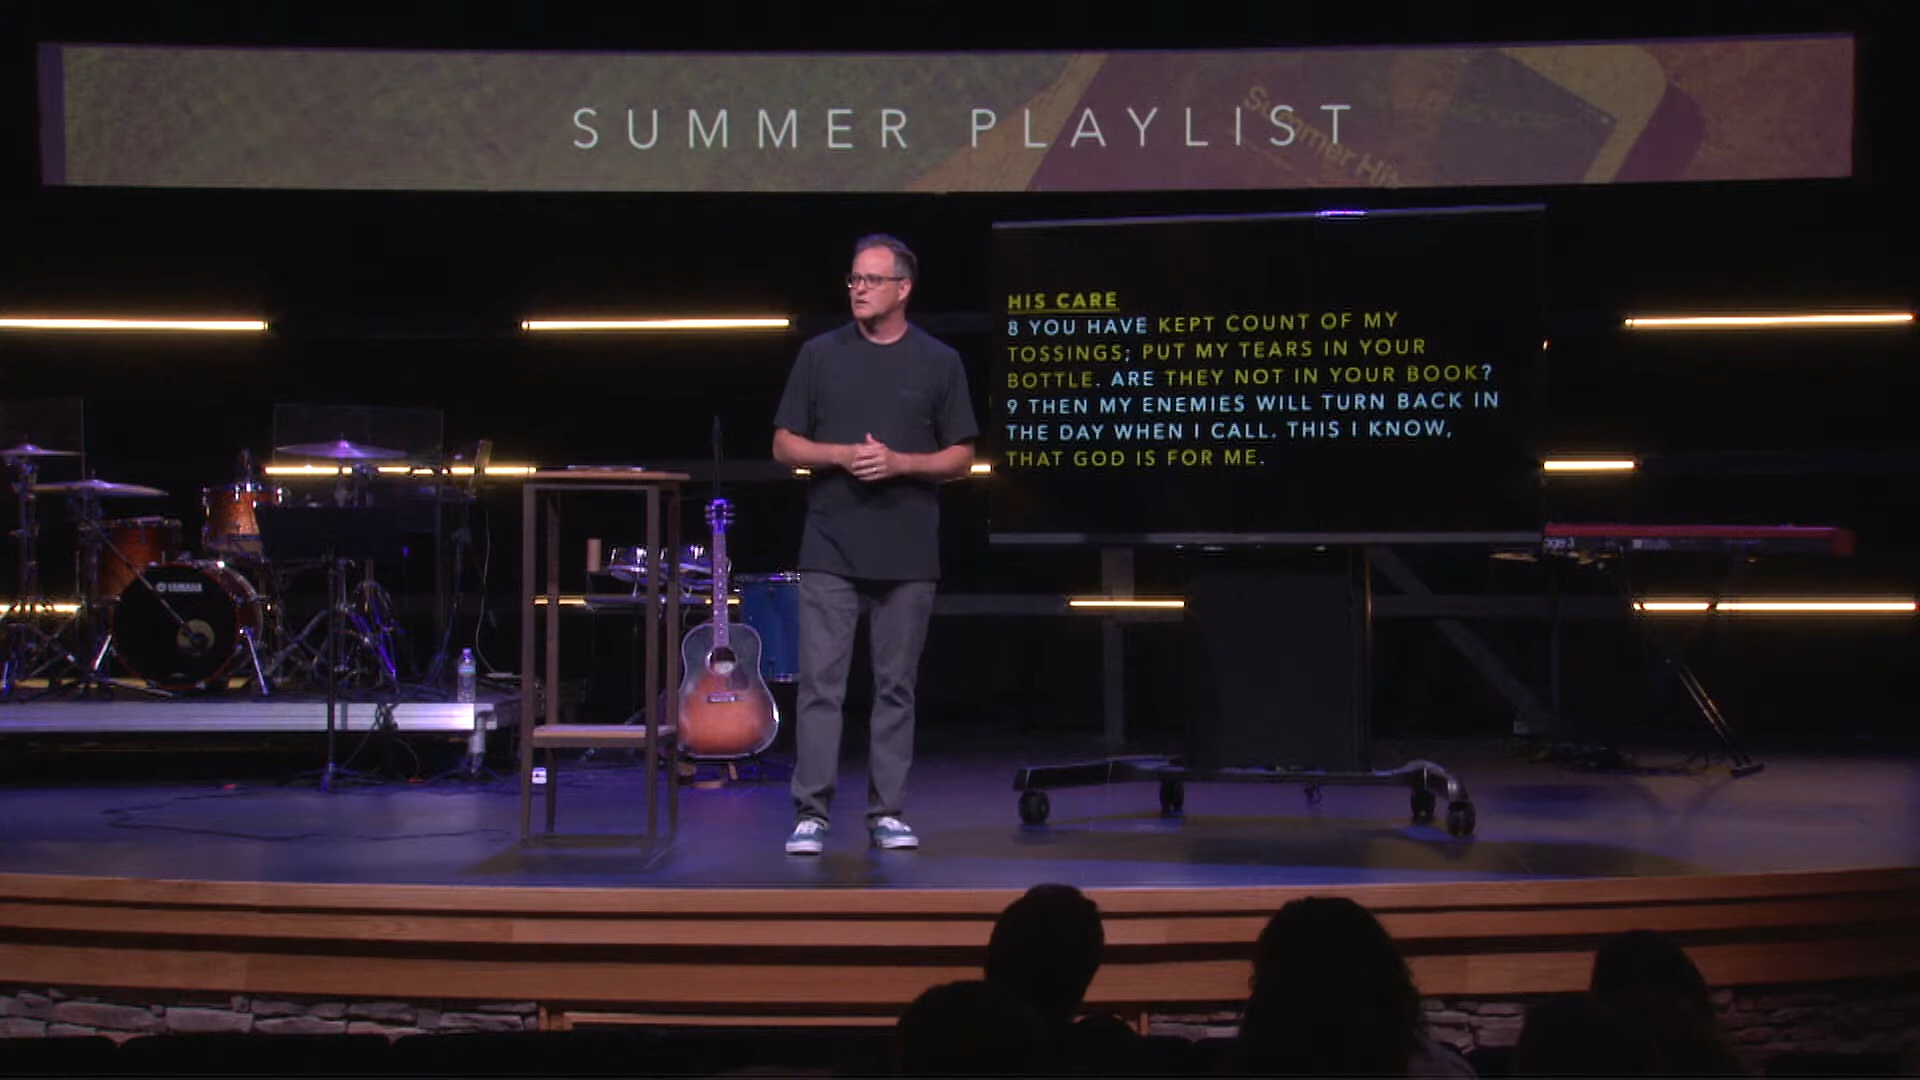 SUMMER PLAYLIST
Summer Hits
HIS CARE
8 YOU HAVE KEPT COUNT OF MY
TOSSINGS; PUT MY TEARS IN YOUR
BOTTLE. ARE THEY NOT IN YOUR BOOK?
9 THEN MY ENEMIES WILL TURN BACK IN
THE DAY WHEN I CALL. THIS I KNOW,
THAT GOD IS FOR ME.
YAMAHA